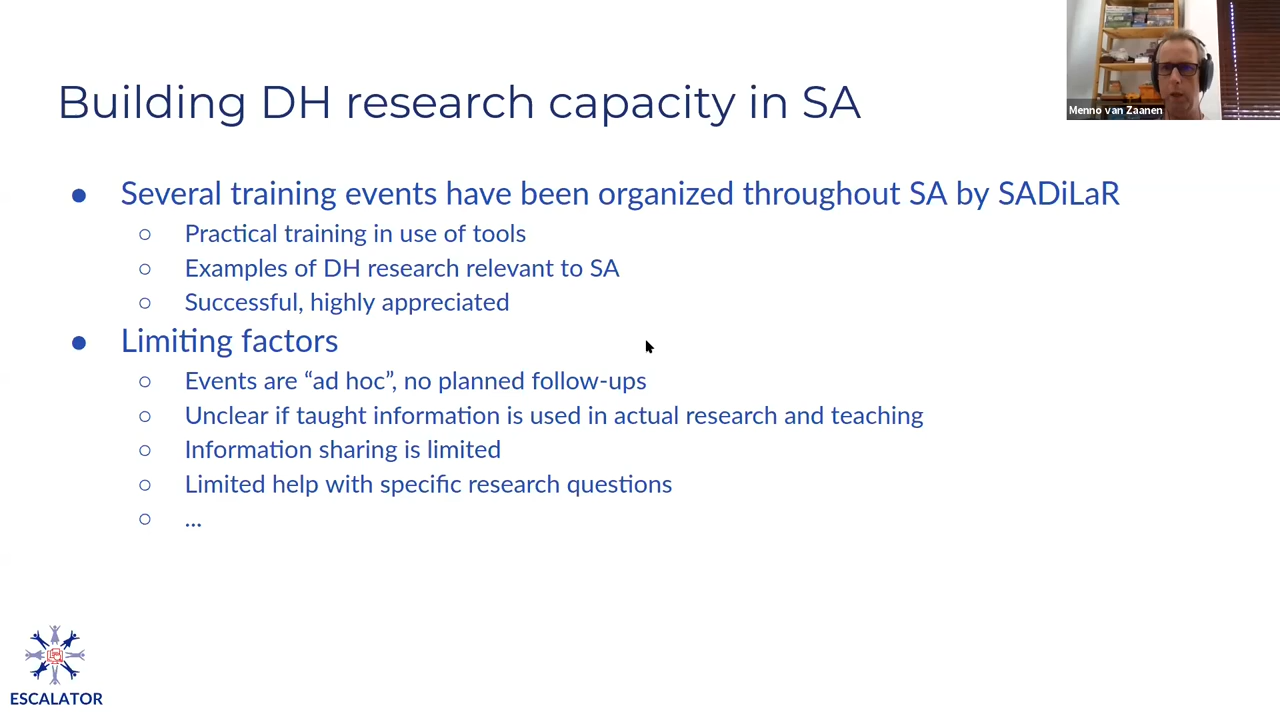 Building DH research capacity in SA
Menno van Zaanen
● Several training events have been organized throughout SA by SADiLaR
○ Practical training in use of tools
○ Examples of DH research relevant to SA
○ Successful, highly appreciated
● Limiting factors
○ Events are “ad hoc”, no planned follow-ups
○ Unclear if taught information is used in actual research and teaching
○ Information sharing is limited
○ Limited help with specific research questions
○ ...
ESCALATOR